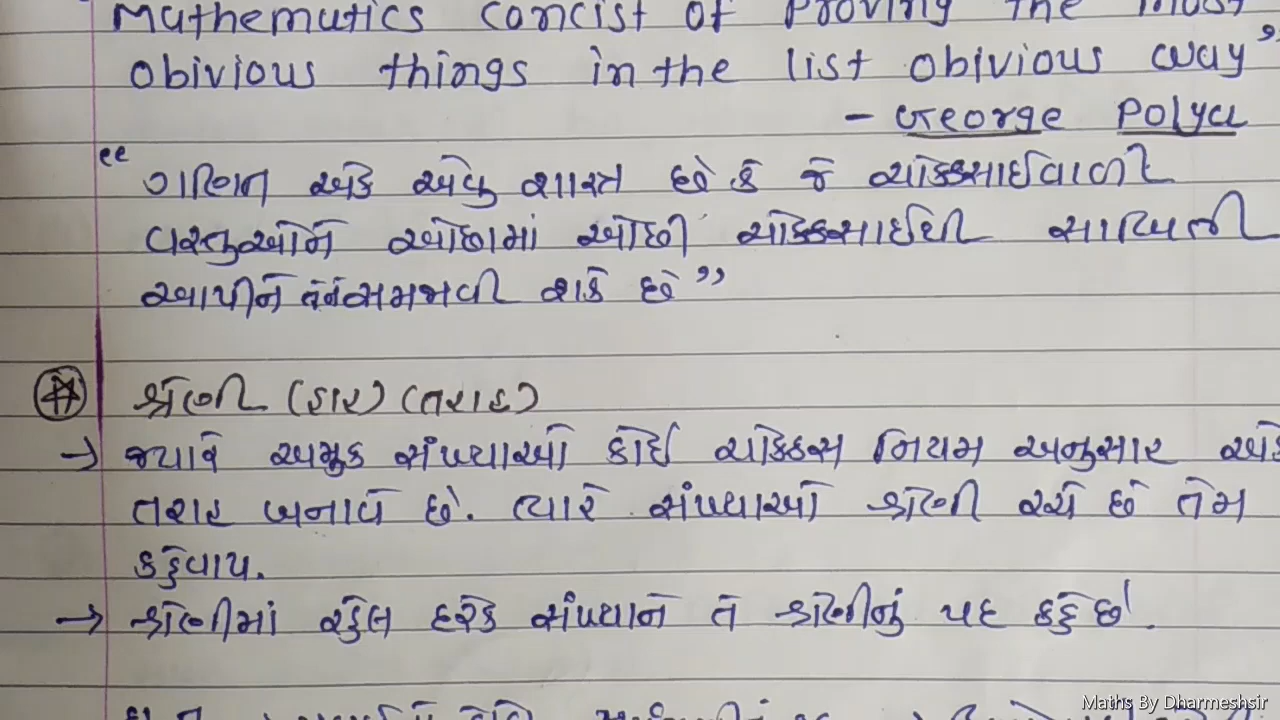 Mathematics concist of proving the most
obivious things in the list obivious way”
- George Polya
“ ગણિત એક એવુ શાસ્ત્ર છે કે જે ચોક્કસાઈવાળી
વસ્તુઓને ઓછામાં ઓછી ચોક્કસાઈથી સાબિતી
આપીને તેને સમજાવી શકે છે”
શ્રેણી (હાર) (તરાહ)
→ જ્યારે અમુક સંખ્યાઓ કોઈ ચોક્કસ નિયમ અનુસાર એક
તરાહ બનાવે છે. ત્યારે સંખ્યાઓ શ્રેણી રચે છે તેમ
કહેવાય.
→ શ્રેણીમાં રહેલ દરેક સંખ્યાને તે શ્રેણીનું પદ કહે છે.
Maths By Dharmeshsir